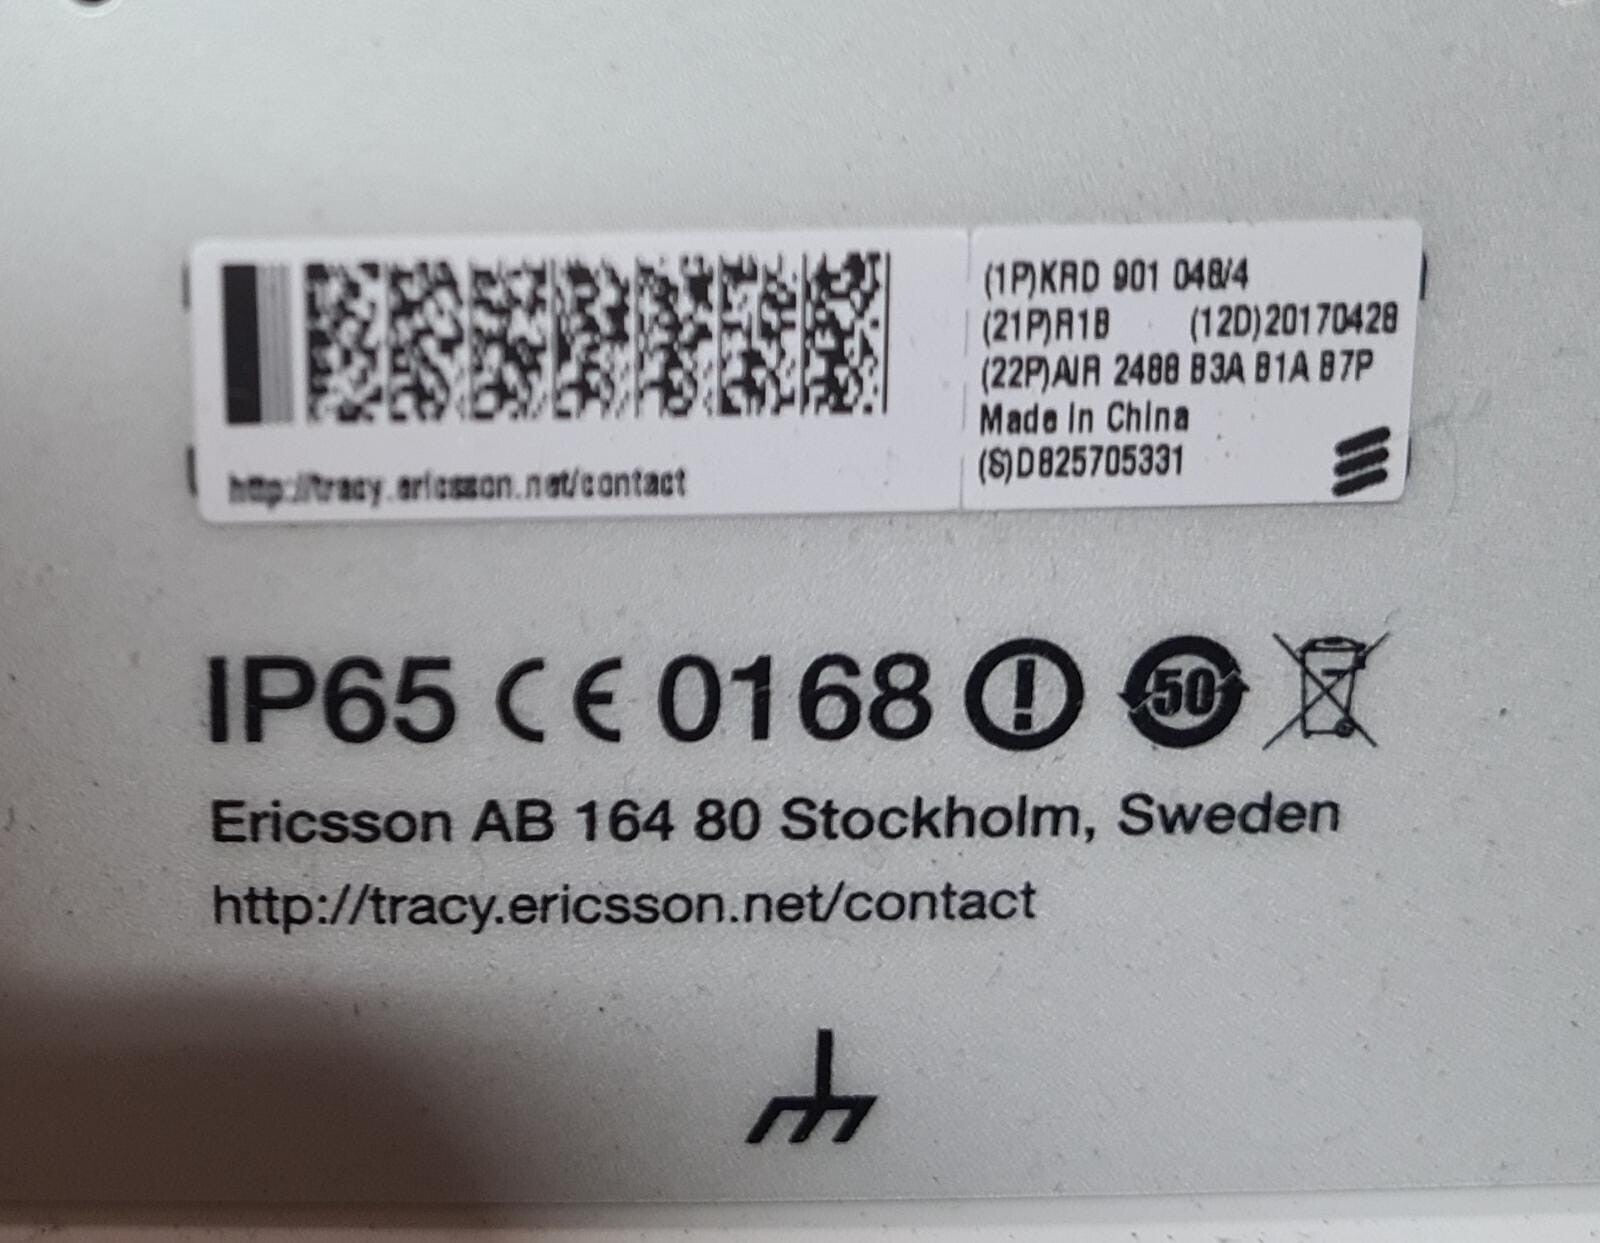 (1P)KRD 901 048/4
(21P)R1B (12D)20170428
(22P)AIR 2488 B3A B1A B7P
Made in China
(S)D825705331
http://tracy.ericsson.net/contact
IP65 CE 0168 ! 50
Ericsson AB 164 80 Stockholm, Sweden
http://tracy.ericsson.net/contact